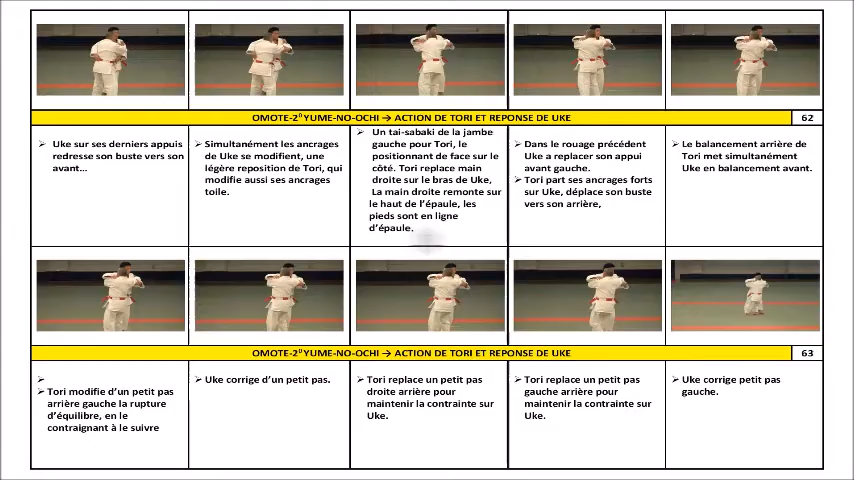 OMOTE-2°YUME-NO-OCHI → ACTION DE TORI ET REPONSE DE UKE
62
➢ Uke sur ses derniers appuis
redresse son buste vers son
avant…
➢ Simultanément les ancrages
de Uke se modifient, une
légère reposition de Tori, qui
modifie aussi ses ancrages
toile.
➢ Un tai-sabaki de la jambe
gauche pour Tori, le
positionnant de face sur le
côté. Tori replace main
droite sur le bras de Uke,
La main droite remonte sur
le haut de l’épaule, les
pieds sont en ligne
d’épaule.
➢ Dans le rouage précédent
Uke a replacer son appui
avant gauche.
➢ Tori part ses ancrages forts
sur Uke, déplace son buste
vers son arrière,
➢ Le balancement arrière de
Tori met simultanément
Uke en balancement avant.
OMOTE-2°YUME-NO-OCHI → ACTION DE TORI ET REPONSE DE UKE
63
➢
➢ Tori modifie d’un petit pas
arrière gauche la rupture
d’équilibre, en le
contraignant à le suivre
➢ Uke corrige d’un petit pas.
➢ Tori replace un petit pas
droite arrière pour
maintenir la contrainte sur
Uke.
➢ Tori replace un petit pas
gauche arrière pour
maintenir la contrainte sur
Uke.
➢ Uke corrige petit pas
gauche.